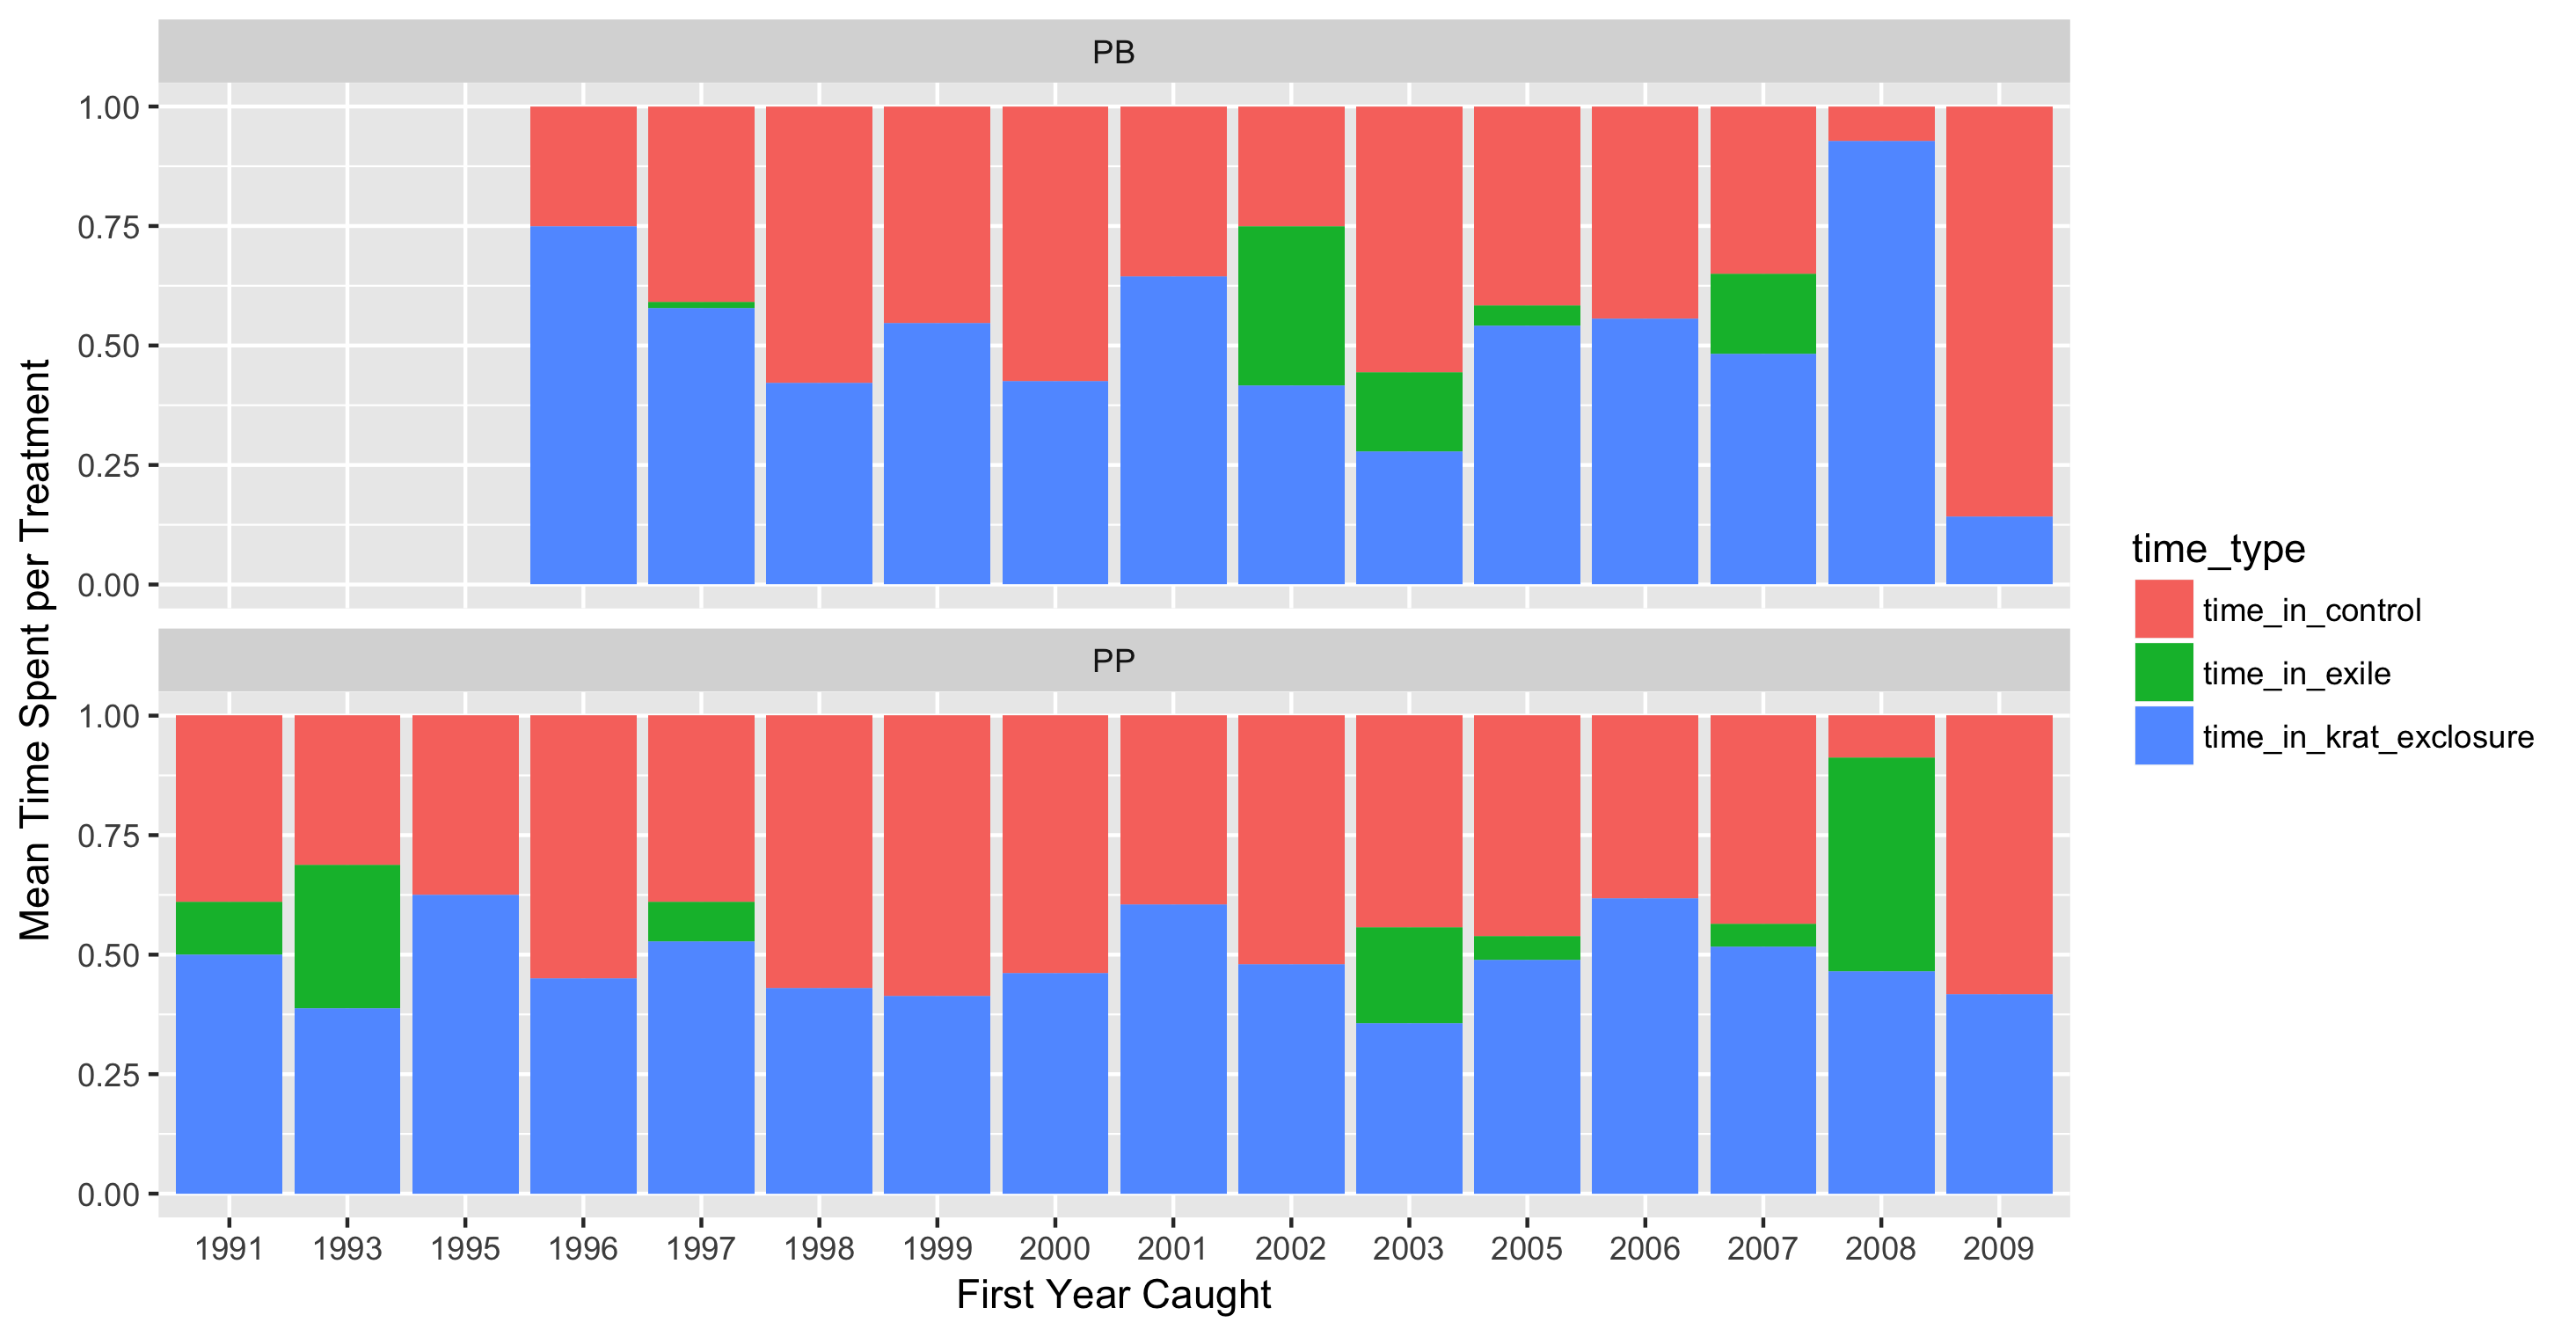 PB
1.00
0.75
0.50
0.25
0.00
PP
1.00
0.75
0.50
0.25
0.00
Mean Time Spent per Treatment
1991 1993 1995 1996 1997 1998 1999 2000 2001 2002 2003 2005 2006 2007 2008 2009
First Year Caught
time_type
time_in_control
time_in_exile
time_in_krat_exclosure